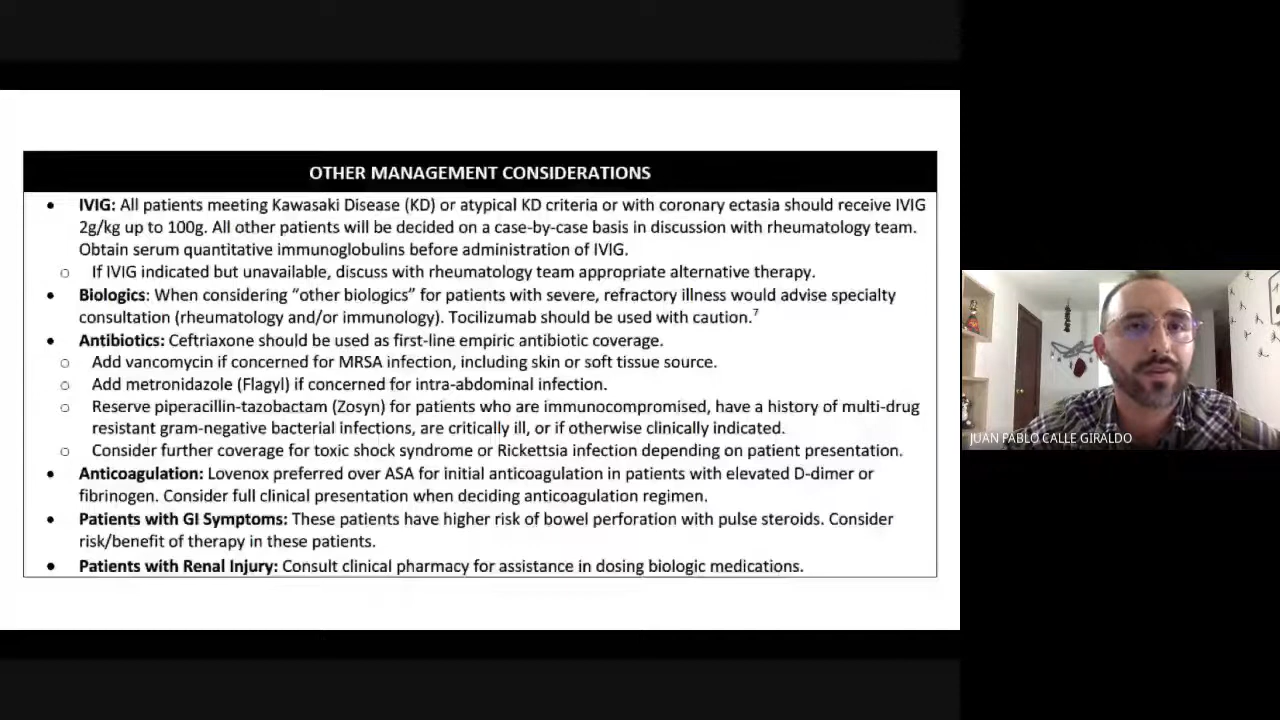 OTHER MANAGEMENT CONSIDERATIONS
• IVIG: All patients meeting Kawasaki Disease (KD) or atypical KD criteria or with coronary ectasia should receive IVIG
2g/kg up to 100g. All other patients will be decided on a case-by-case basis in discussion with rheumatology team.
Obtain serum quantitative immunoglobulins before administration of IVIG.
o If IVIG indicated but unavailable, discuss with rheumatology team appropriate alternative therapy.
• Biologics: When considering “other biologics” for patients with severe, refractory illness would advise specialty
consultation (rheumatology and/or immunology). Tocilizumab should be used with caution.7
• Antibiotics: Ceftriaxone should be used as first-line empiric antibiotic coverage.
o Add vancomycin if concerned for MRSA infection, including skin or soft tissue source.
o Add metronidazole (Flagyl) if concerned for intra-abdominal infection.
o Reserve piperacillin-tazobactam (Zosyn) for patients who are immunocompromised, have a history of multi-drug
resistant gram-negative bacterial infections, are critically ill, or if otherwise clinically indicated.
o Consider further coverage for toxic shock syndrome or Rickettsia infection depending on patient presentation.
• Anticoagulation: Lovenox preferred over ASA for initial anticoagulation in patients with elevated D-dimer or
fibrinogen. Consider full clinical presentation when deciding anticoagulation regimen.
• Patients with GI Symptoms: These patients have higher risk of bowel perforation with pulse steroids. Consider
risk/benefit of therapy in these patients.
• Patients with Renal Injury: Consult clinical pharmacy for assistance in dosing biologic medications.
JUAN PABLO CALLE GIRALDO